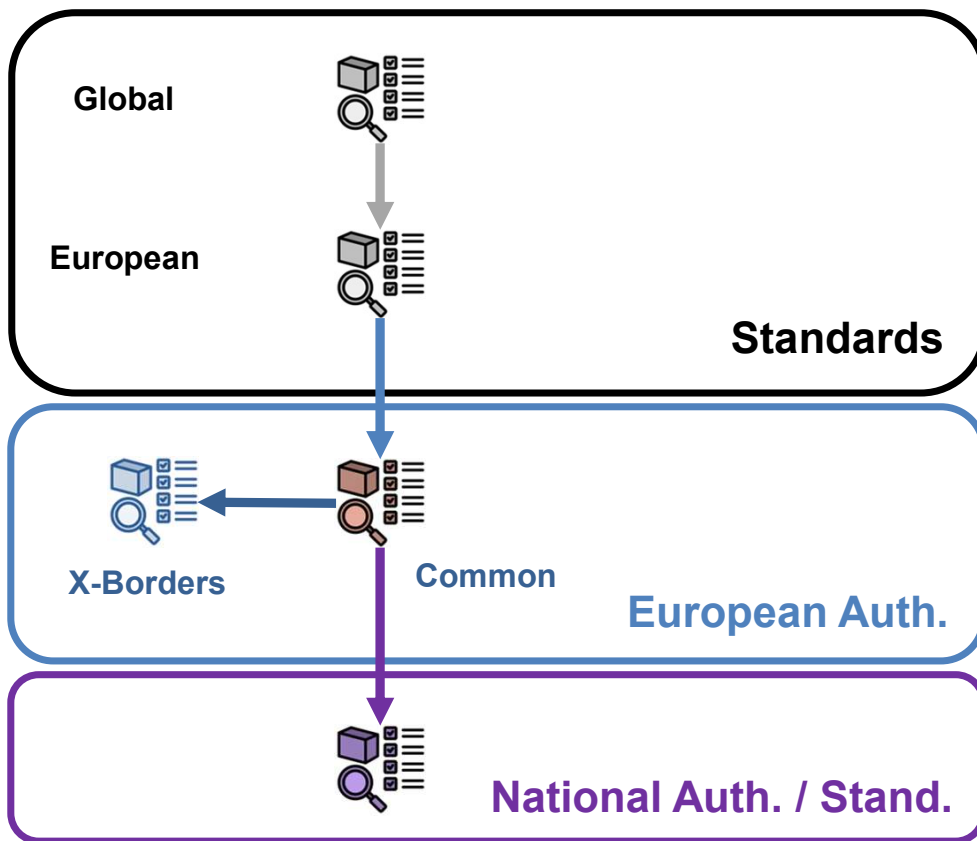 Global
European
Standards
X-Borders
Common
European Auth.
National Auth. / Stand.